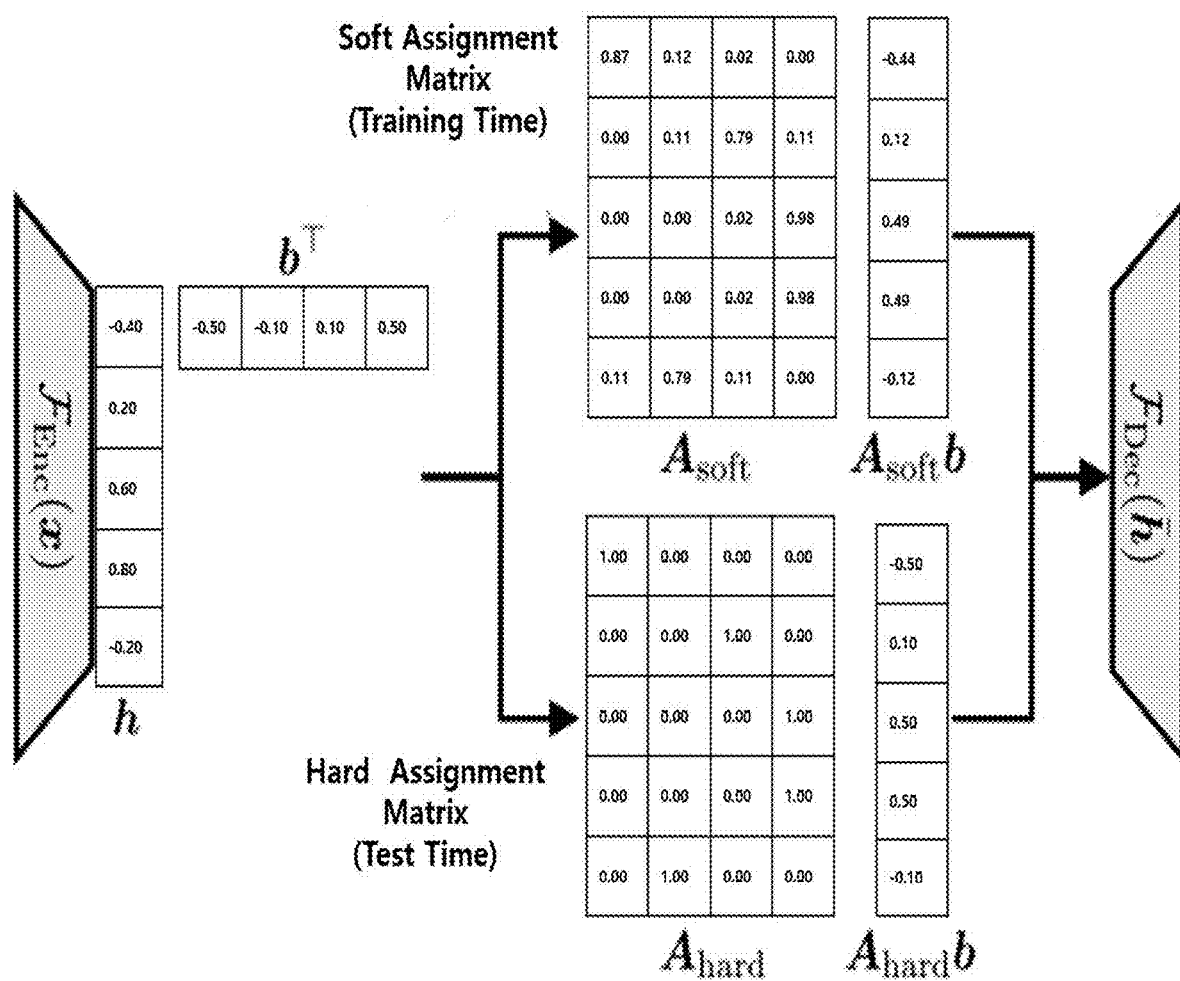 Soft Assignment
Matrix
(Training Time)
0.87 0.12 0.02 0.00
0.00 0.11 0.79 0.11
0.00 0.00 0.02 0.98
0.00 0.00 0.02 0.98
0.11 0.79 0.11 0.00
A_soft
-0.44
0.12
0.49
0.49
-0.12
A_soft b
F_Enc(x)
-0.40
0.20
0.60
0.80
-0.20
h
b^⊤
-0.50 -0.10 0.10 0.50
Hard Assignment
Matrix
(Test Time)
1.00 0.00 0.00 0.00
0.00 0.00 1.00 0.00
0.00 0.00 0.00 1.00
0.00 0.00 0.00 1.00
0.00 1.00 0.00 0.00
A_hard
-0.50
0.10
0.50
0.50
-0.10
A_hard b
F_Dec(h̄)